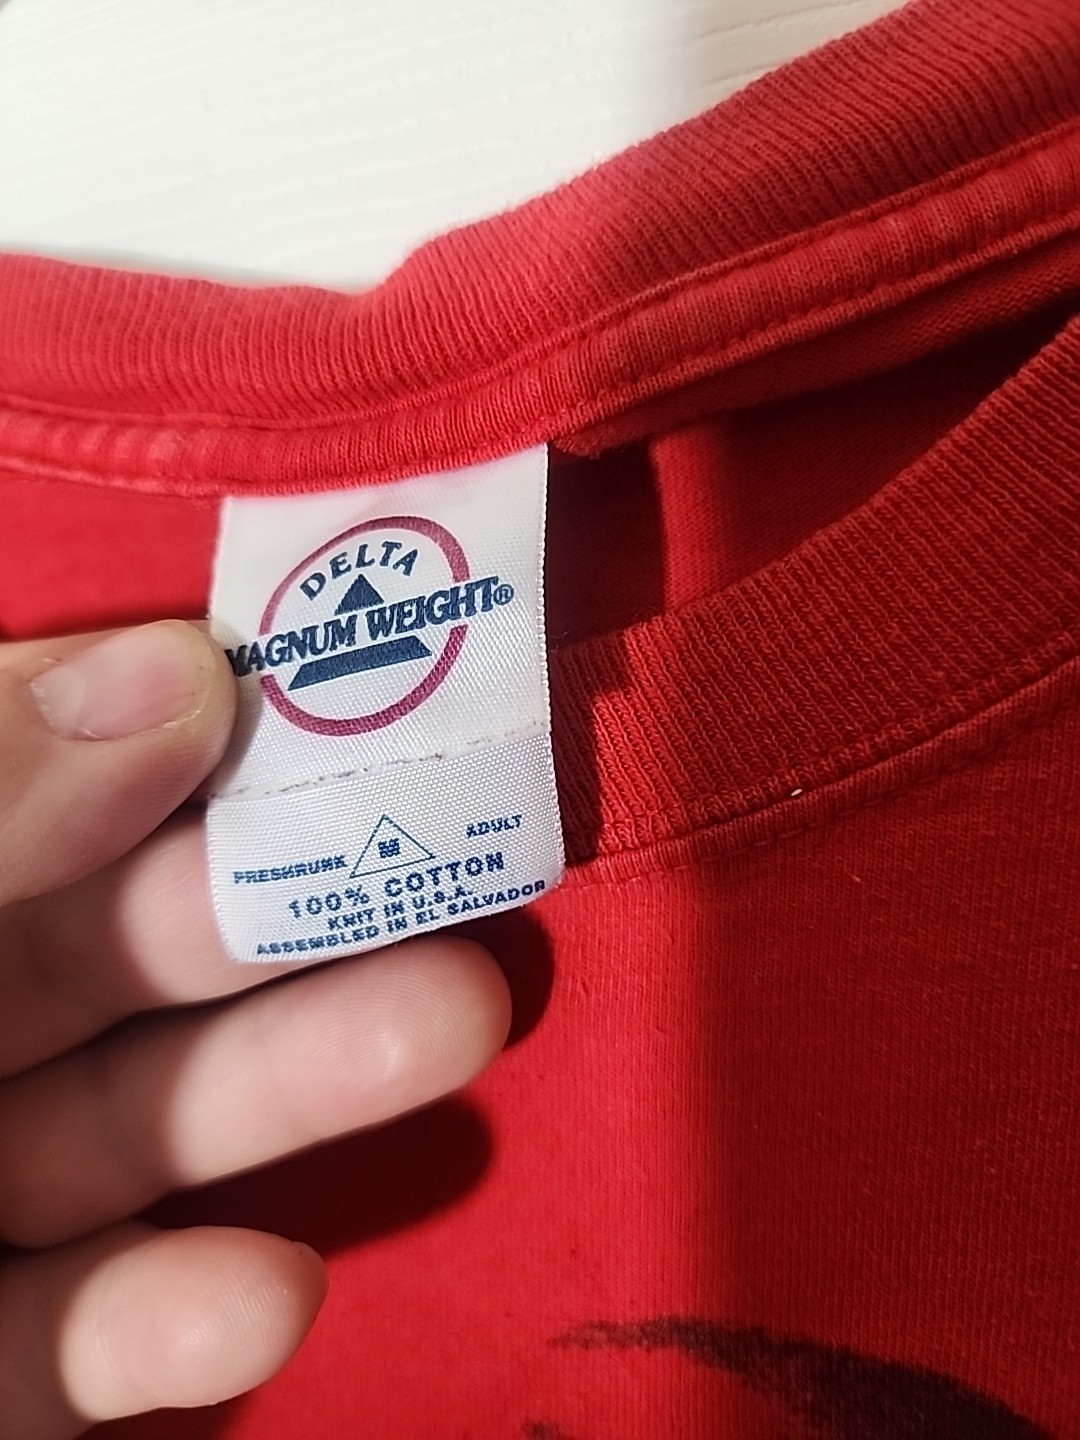 DELTA
MAGNUM WEIGHT®
PRESHRUNK M ADULT
100% COTTON
KNIT IN U.S.A.
ASSEMBLED IN EL SALVADOR